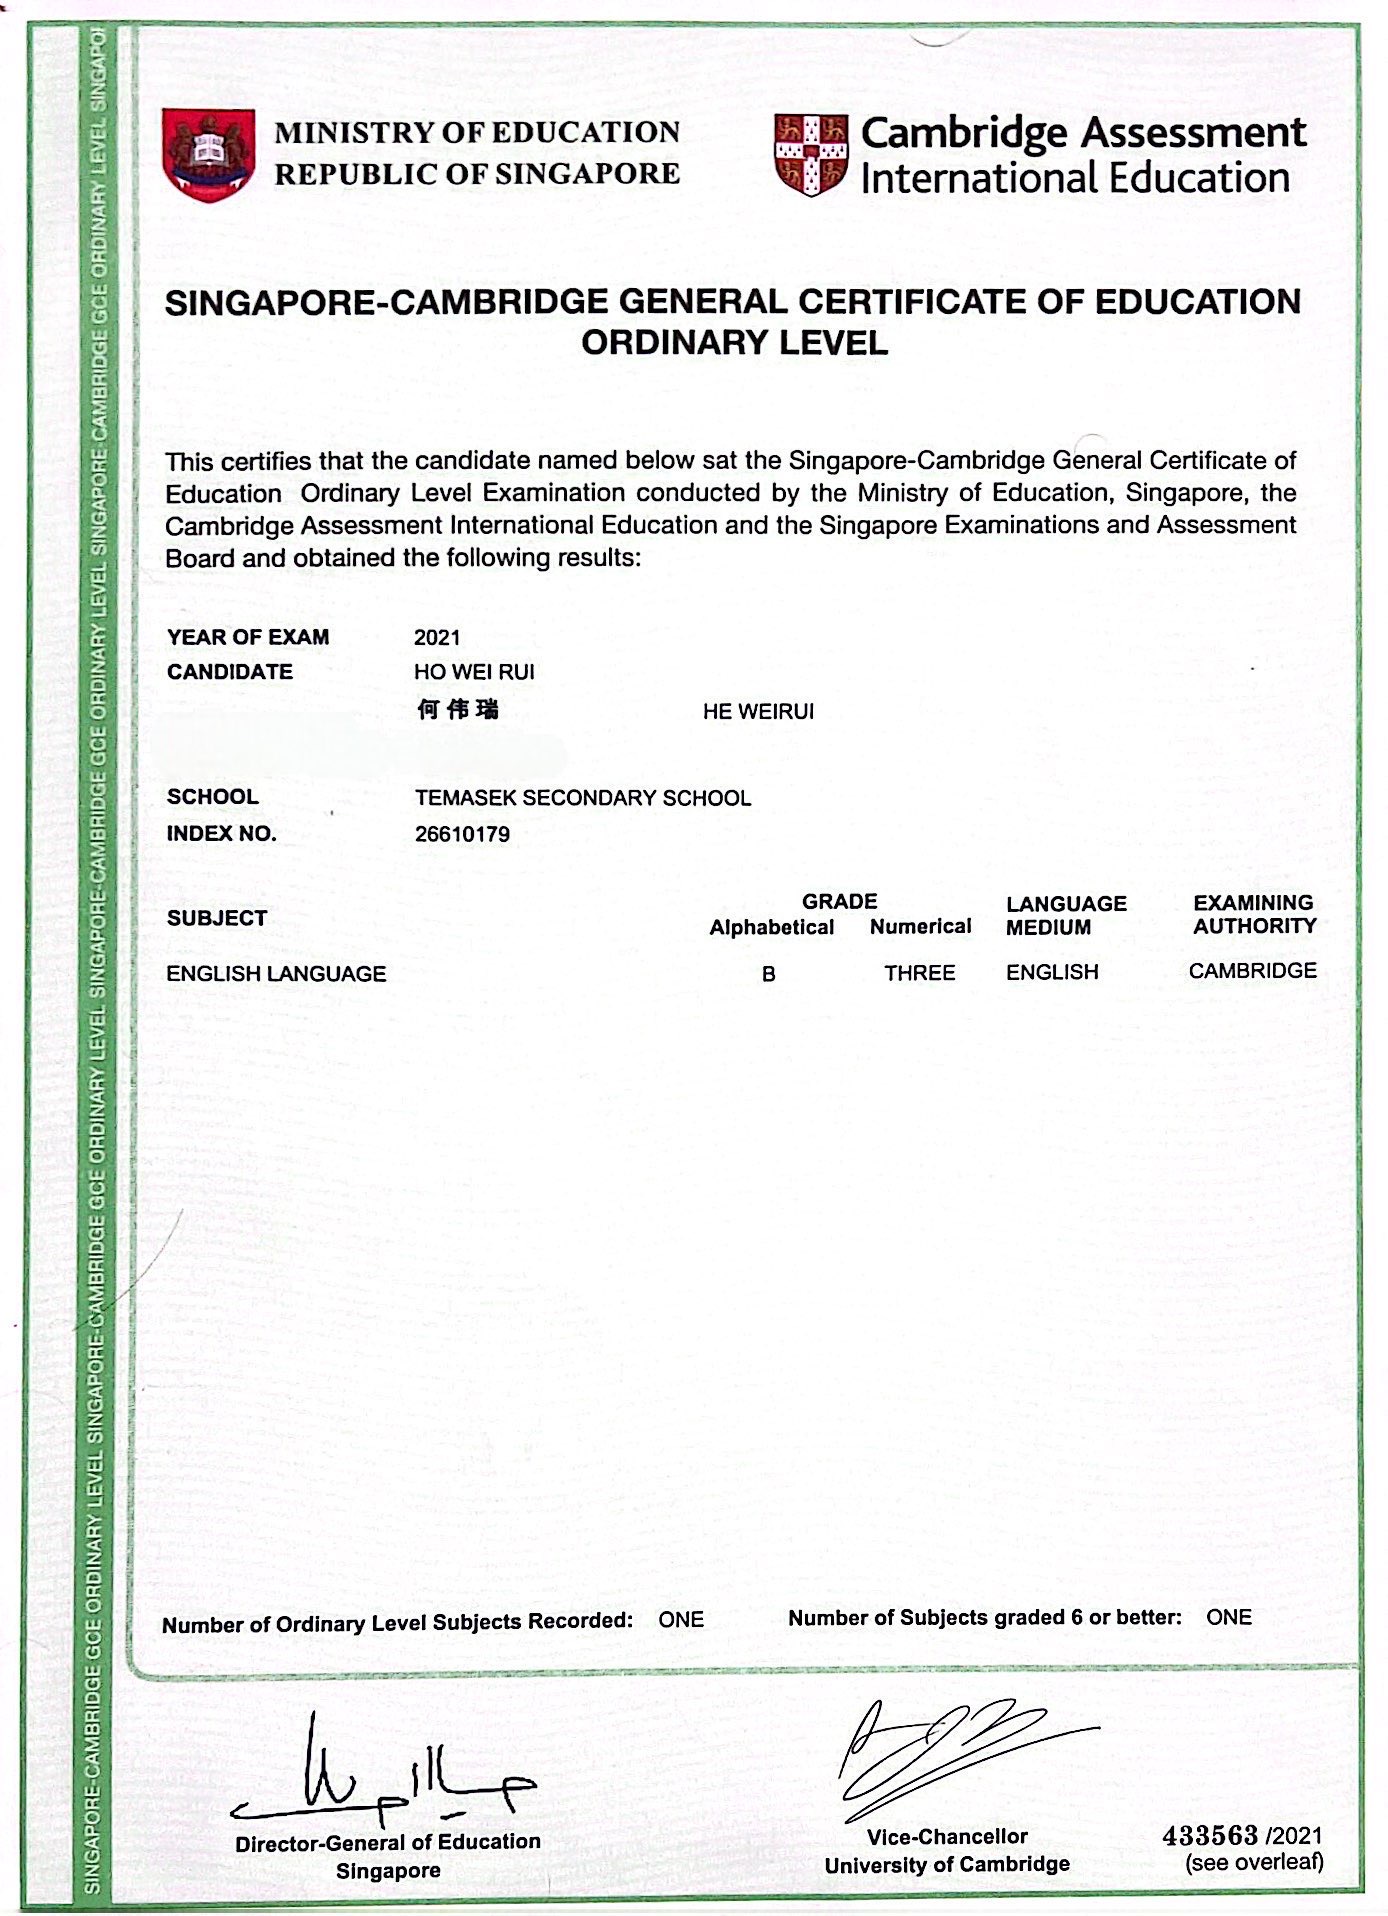 MINISTRY OF EDUCATION
REPUBLIC OF SINGAPORE
Cambridge Assessment
International Education
SINGAPORE-CAMBRIDGE GENERAL CERTIFICATE OF EDUCATION
ORDINARY LEVEL
This certifies that the candidate named below sat the Singapore-Cambridge General Certificate of
Education Ordinary Level Examination conducted by the Ministry of Education, Singapore, the
Cambridge Assessment International Education and the Singapore Examinations and Assessment
Board and obtained the following results:
YEAR OF EXAM 2021
CANDIDATE HO WEI RUI
何伟瑞 HE WEIRUI
SCHOOL TEMASEK SECONDARY SCHOOL
INDEX NO. 26610179
SUBJECT GRADE Alphabetical Numerical LANGUAGE MEDIUM EXAMINING AUTHORITY
ENGLISH LANGUAGE B THREE ENGLISH CAMBRIDGE
Number of Ordinary Level Subjects Recorded: ONE Number of Subjects graded 6 or better: ONE
Director-General of Education
Singapore
Vice-Chancellor
University of Cambridge
433563 /2021
(see overleaf)
SINGAPORE-CAMBRIDGE GCE ORDINARY LEVEL SINGAPORE-CAMBRIDGE GCE ORDINARY LEVEL SINGAPORE-CAMBRIDGE GCE ORDINARY LEVEL SINGAPORE-CAMBRIDGE GCE ORDINARY LEVEL SINGAPORE-CAMBRIDGE GCE ORDINARY LEVEL SINGAPO